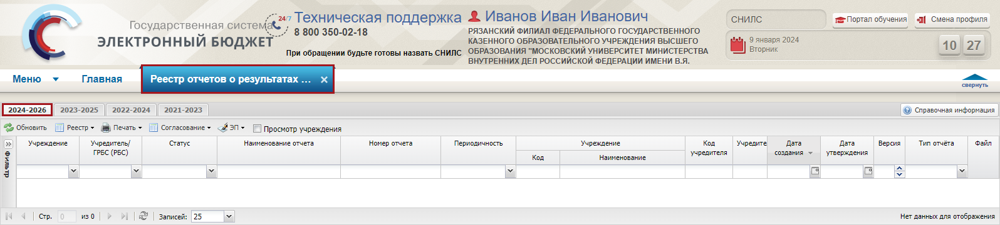 Государственная система
ЭЛЕКТРОННЫЙ БЮДЖЕТ
24/7
Техническая поддержка
8 800 350-02-18
При обращении будьте готовы назвать СНИЛС
Иванов Иван Иванович
РЯЗАНСКИЙ ФИЛИАЛ ФЕДЕРАЛЬНОГО ГОСУДАРСТВЕННОГО
КАЗЕННОГО ОБРАЗОВАТЕЛЬНОГО УЧРЕЖДЕНИЯ ВЫСШЕГО
ОБРАЗОВАНИЯ "МОСКОВСКИЙ УНИВЕРСИТЕТ МИНИСТЕРСТВА
ВНУТРЕННИХ ДЕЛ РОССИЙСКОЙ ФЕДЕРАЦИИ ИМЕНИ В.Я.
СНИЛС
Портал обучения
Смена профиля
9 января 2024
Вторник
10 27
Меню Главная Реестр отчетов о результатах ...
свернуть
2024-2026 2023-2025 2022-2024 2021-2023
Справочная информация
Обновить Реестр Печать Согласование ЭП Просмотр учреждения
Фильтр
Учреждение
Учредитель/
ГРБС (РБС)
Статус
Наименование отчета
Номер отчета
Периодичность
Учреждение
Код
Наименование
Код
учредителя
Учредите
Дата
создания
Дата
утверждения
Версия
Тип отчёта
Файл
Стр. 0 из 0 Записей: 25
Нет данных для отображения